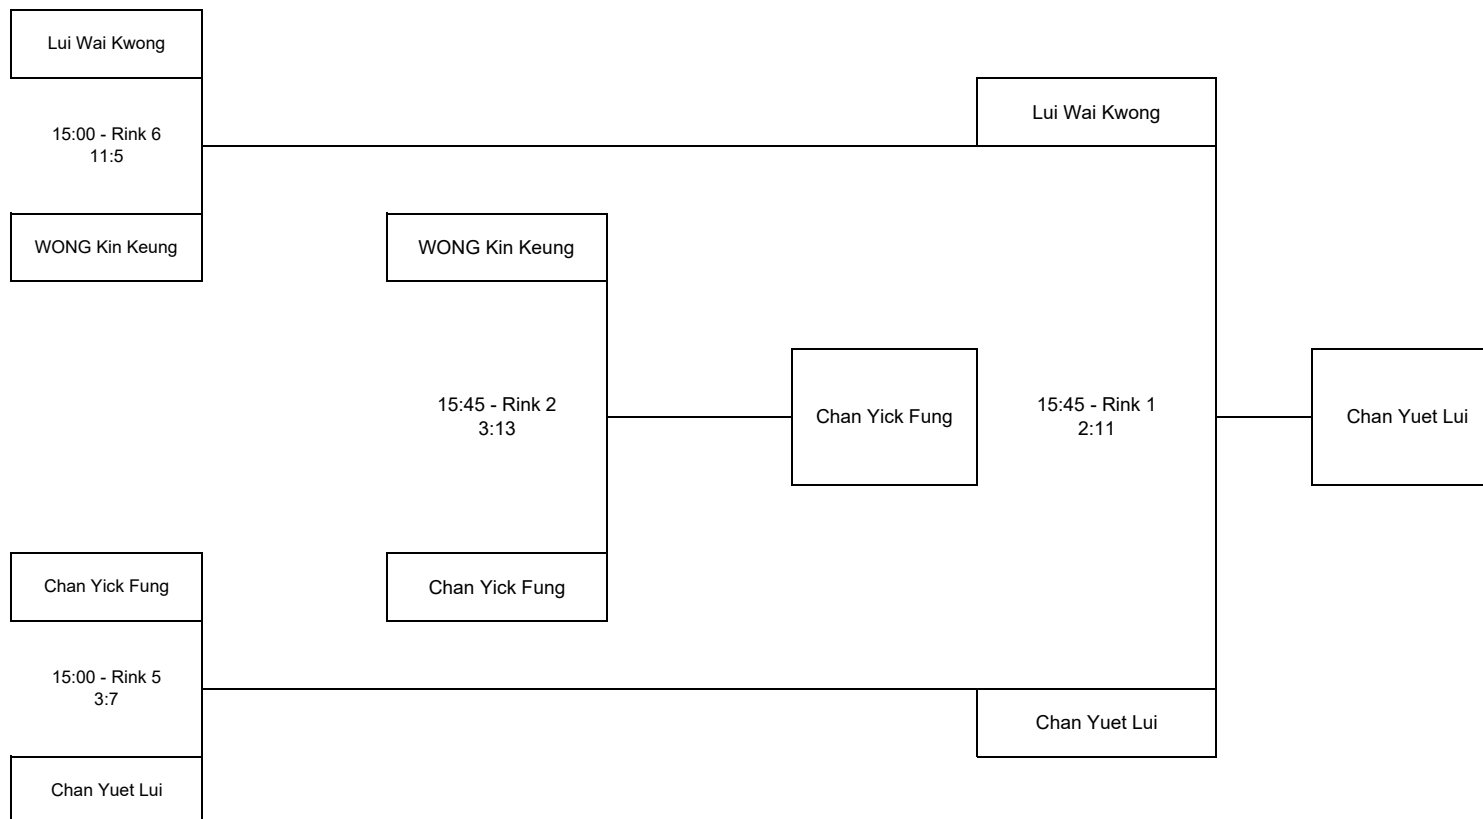 Lui Wai Kwong
15:00 - Rink 6
11:5
WONG Kin Keung
Chan Yick Fung
15:00 - Rink 5
3:7
Chan Yuet Lui
WONG Kin Keung
15:45 - Rink 2
3:13
Chan Yick Fung
Chan Yick Fung
Lui Wai Kwong
15:45 - Rink 1
2:11
Chan Yuet Lui
Chan Yuet Lui